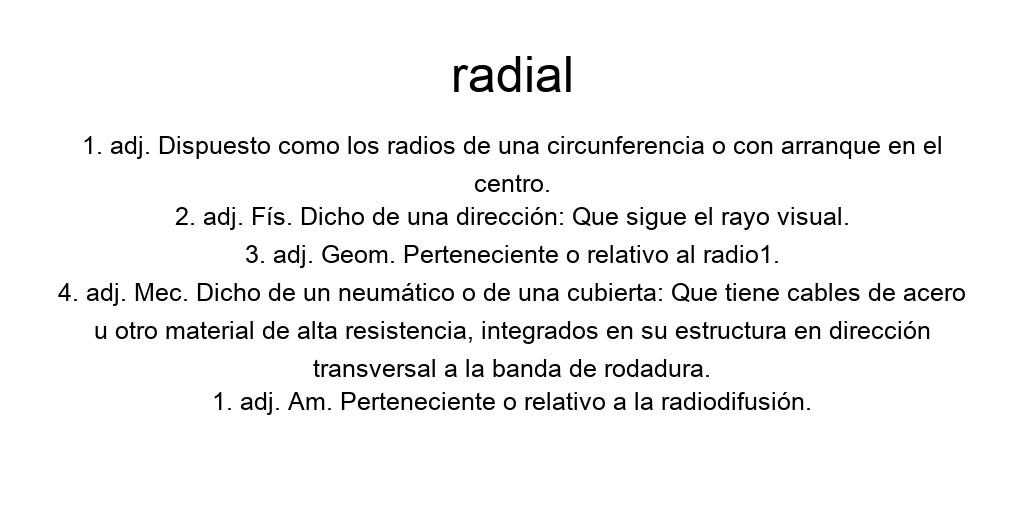 radial
1. adj. Dispuesto como los radios de una circunferencia o con arranque en el
centro.
2. adj. Fís. Dicho de una dirección: Que sigue el rayo visual.
3. adj. Geom. Perteneciente o relativo al radio1.
4. adj. Mec. Dicho de un neumático o de una cubierta: Que tiene cables de acero
u otro material de alta resistencia, integrados en su estructura en dirección
transversal a la banda de rodadura.
1. adj. Am. Perteneciente o relativo a la radiodifusión.